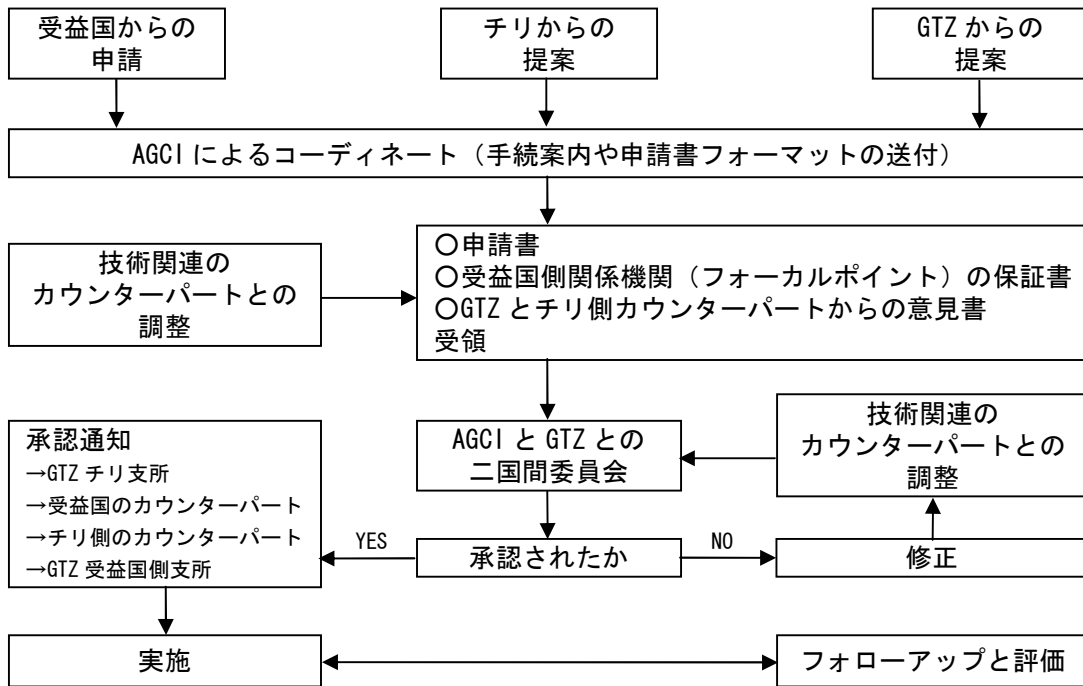 受益国からの
申請
チリからの
提案
GTZ からの
提案
AGCI によるコーディネート（手続案内や申請書フォーマットの送付）
技術関連の
カウンターパートとの
調整
〇申請書
〇受益国側関係機関（フォーカルポイント）の保証書
〇GTZ とチリ側カウンターパートからの意見書
受領
AGCI と GTZ との
二国間委員会
技術関連の
カウンターパートとの
調整
承認通知
→GTZ チリ支所
→受益国のカウンターパート
→チリ側のカウンターパート
→GTZ 受益国側支所
YES
承認されたか
NO
修正
実施
フォローアップと評価